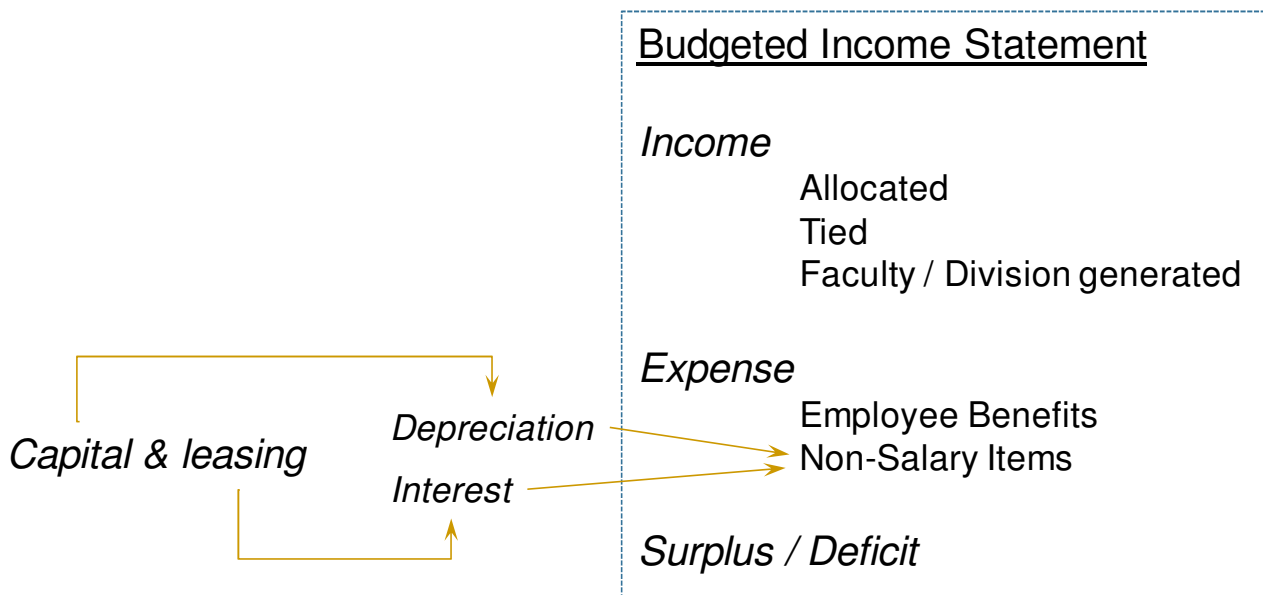 Budgeted Income Statement
Income
Allocated
Tied
Faculty / Division generated
Expense
Employee Benefits
Non-Salary Items
Capital & leasing
Depreciation
Interest
Surplus / Deficit